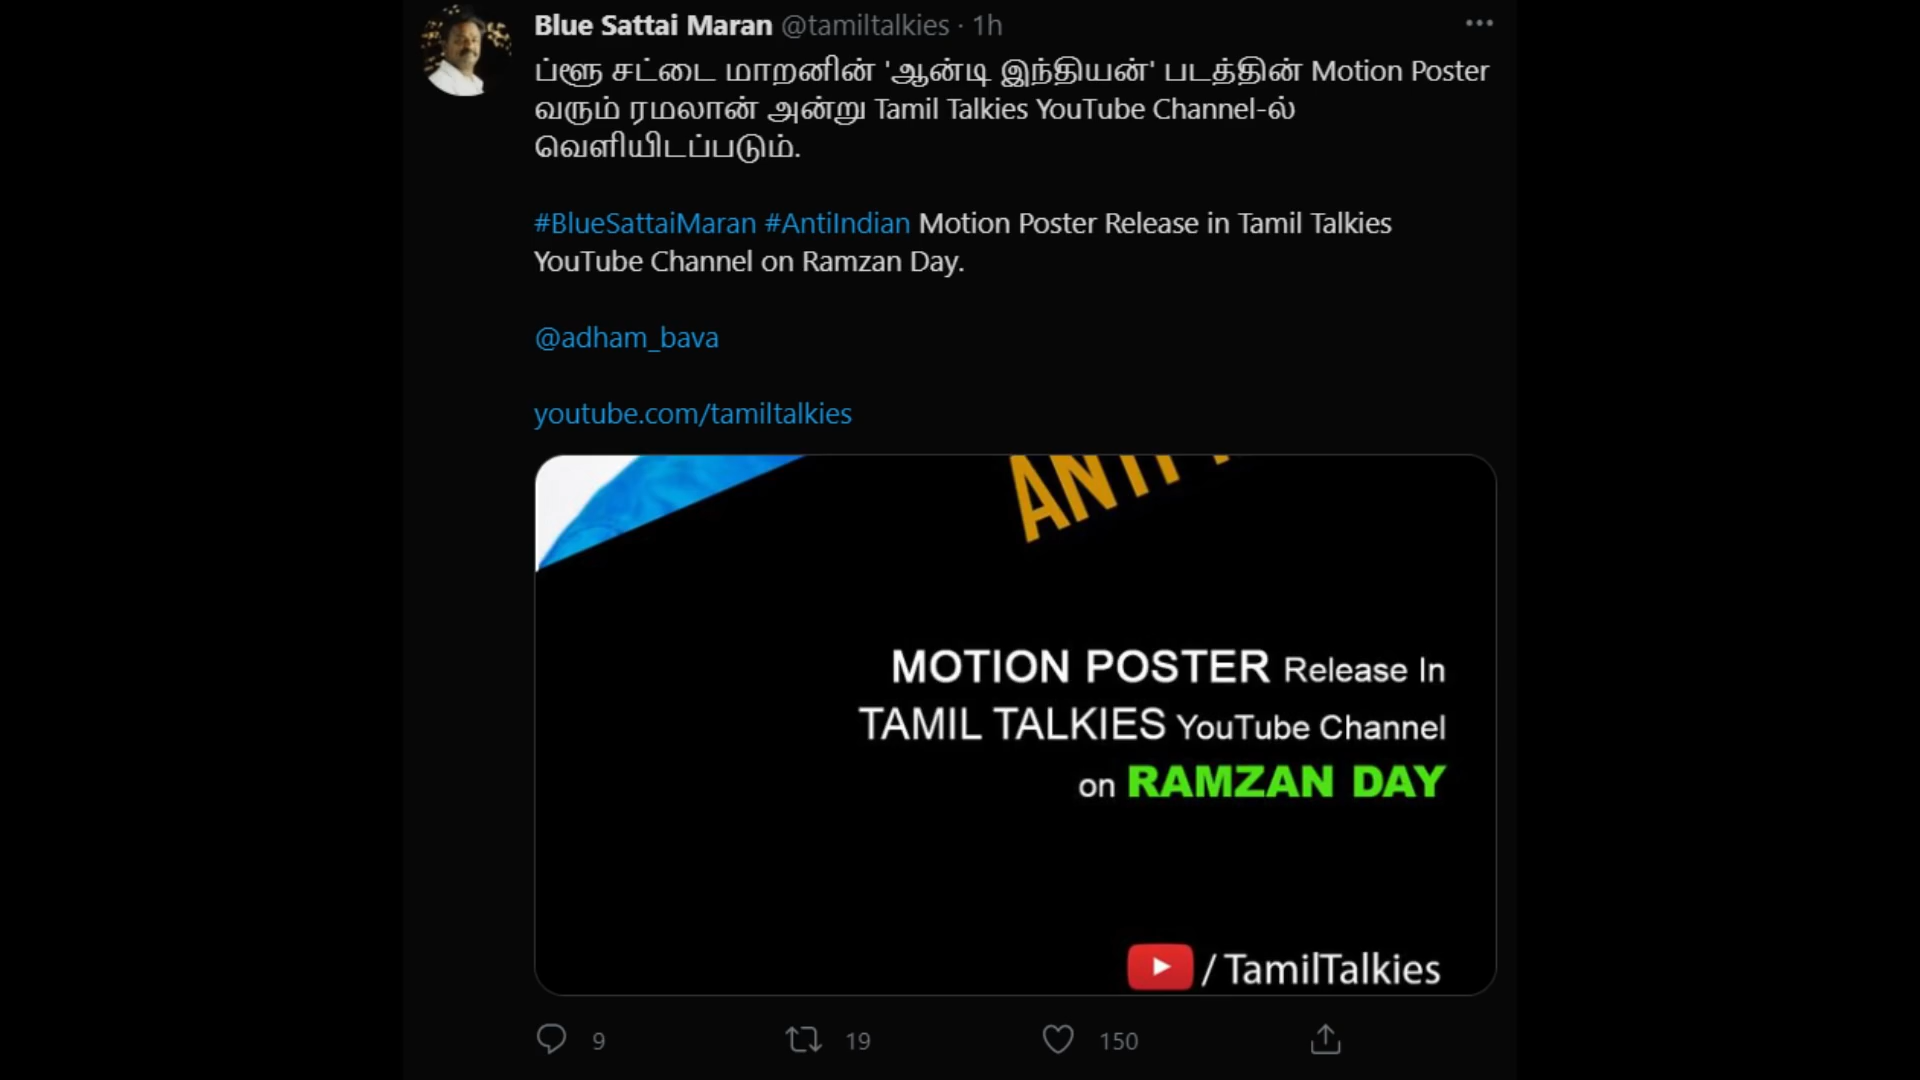 Blue Sattai Maran @tamiltalkies · 1h
ப்ளூ சட்டை மாறனின் 'ஆன்டி இந்தியன்' படத்தின் Motion Poster
வரும் ரமலான் அன்று Tamil Talkies YouTube Channel-ல்
வெளியிடப்படும்.
#BlueSattaiMaran #AntiIndian Motion Poster Release in Tamil Talkies
YouTube Channel on Ramzan Day.
@adham_bava
youtube.com/tamiltalkies
ANTI
MOTION POSTER Release In
TAMIL TALKIES YouTube Channel
on RAMZAN DAY
/ TamilTalkies
9 19 150